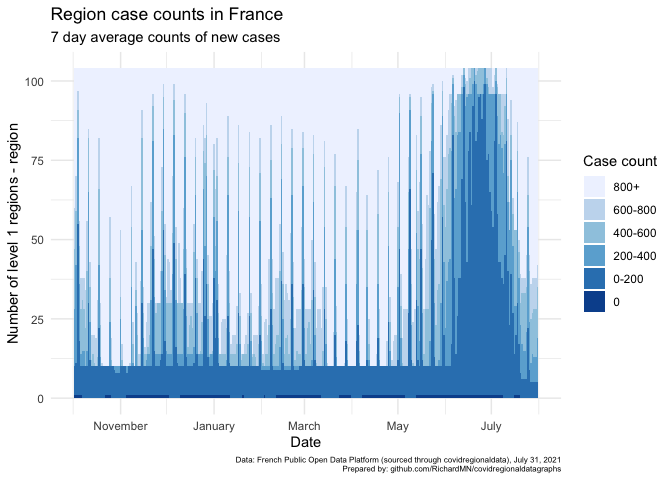 Region case counts in France
7 day average counts of new cases
Number of level 1 regions - region
100
75
50
25
0
November
January
March
May
July
Date
Case count
800+
600-800
400-600
200-400
0-200
0
Data: French Public Open Data Platform (sourced through covidregionaldata), July 31, 2021
Prepared by: github.com/RichardMN/covidregionaldatagraphs